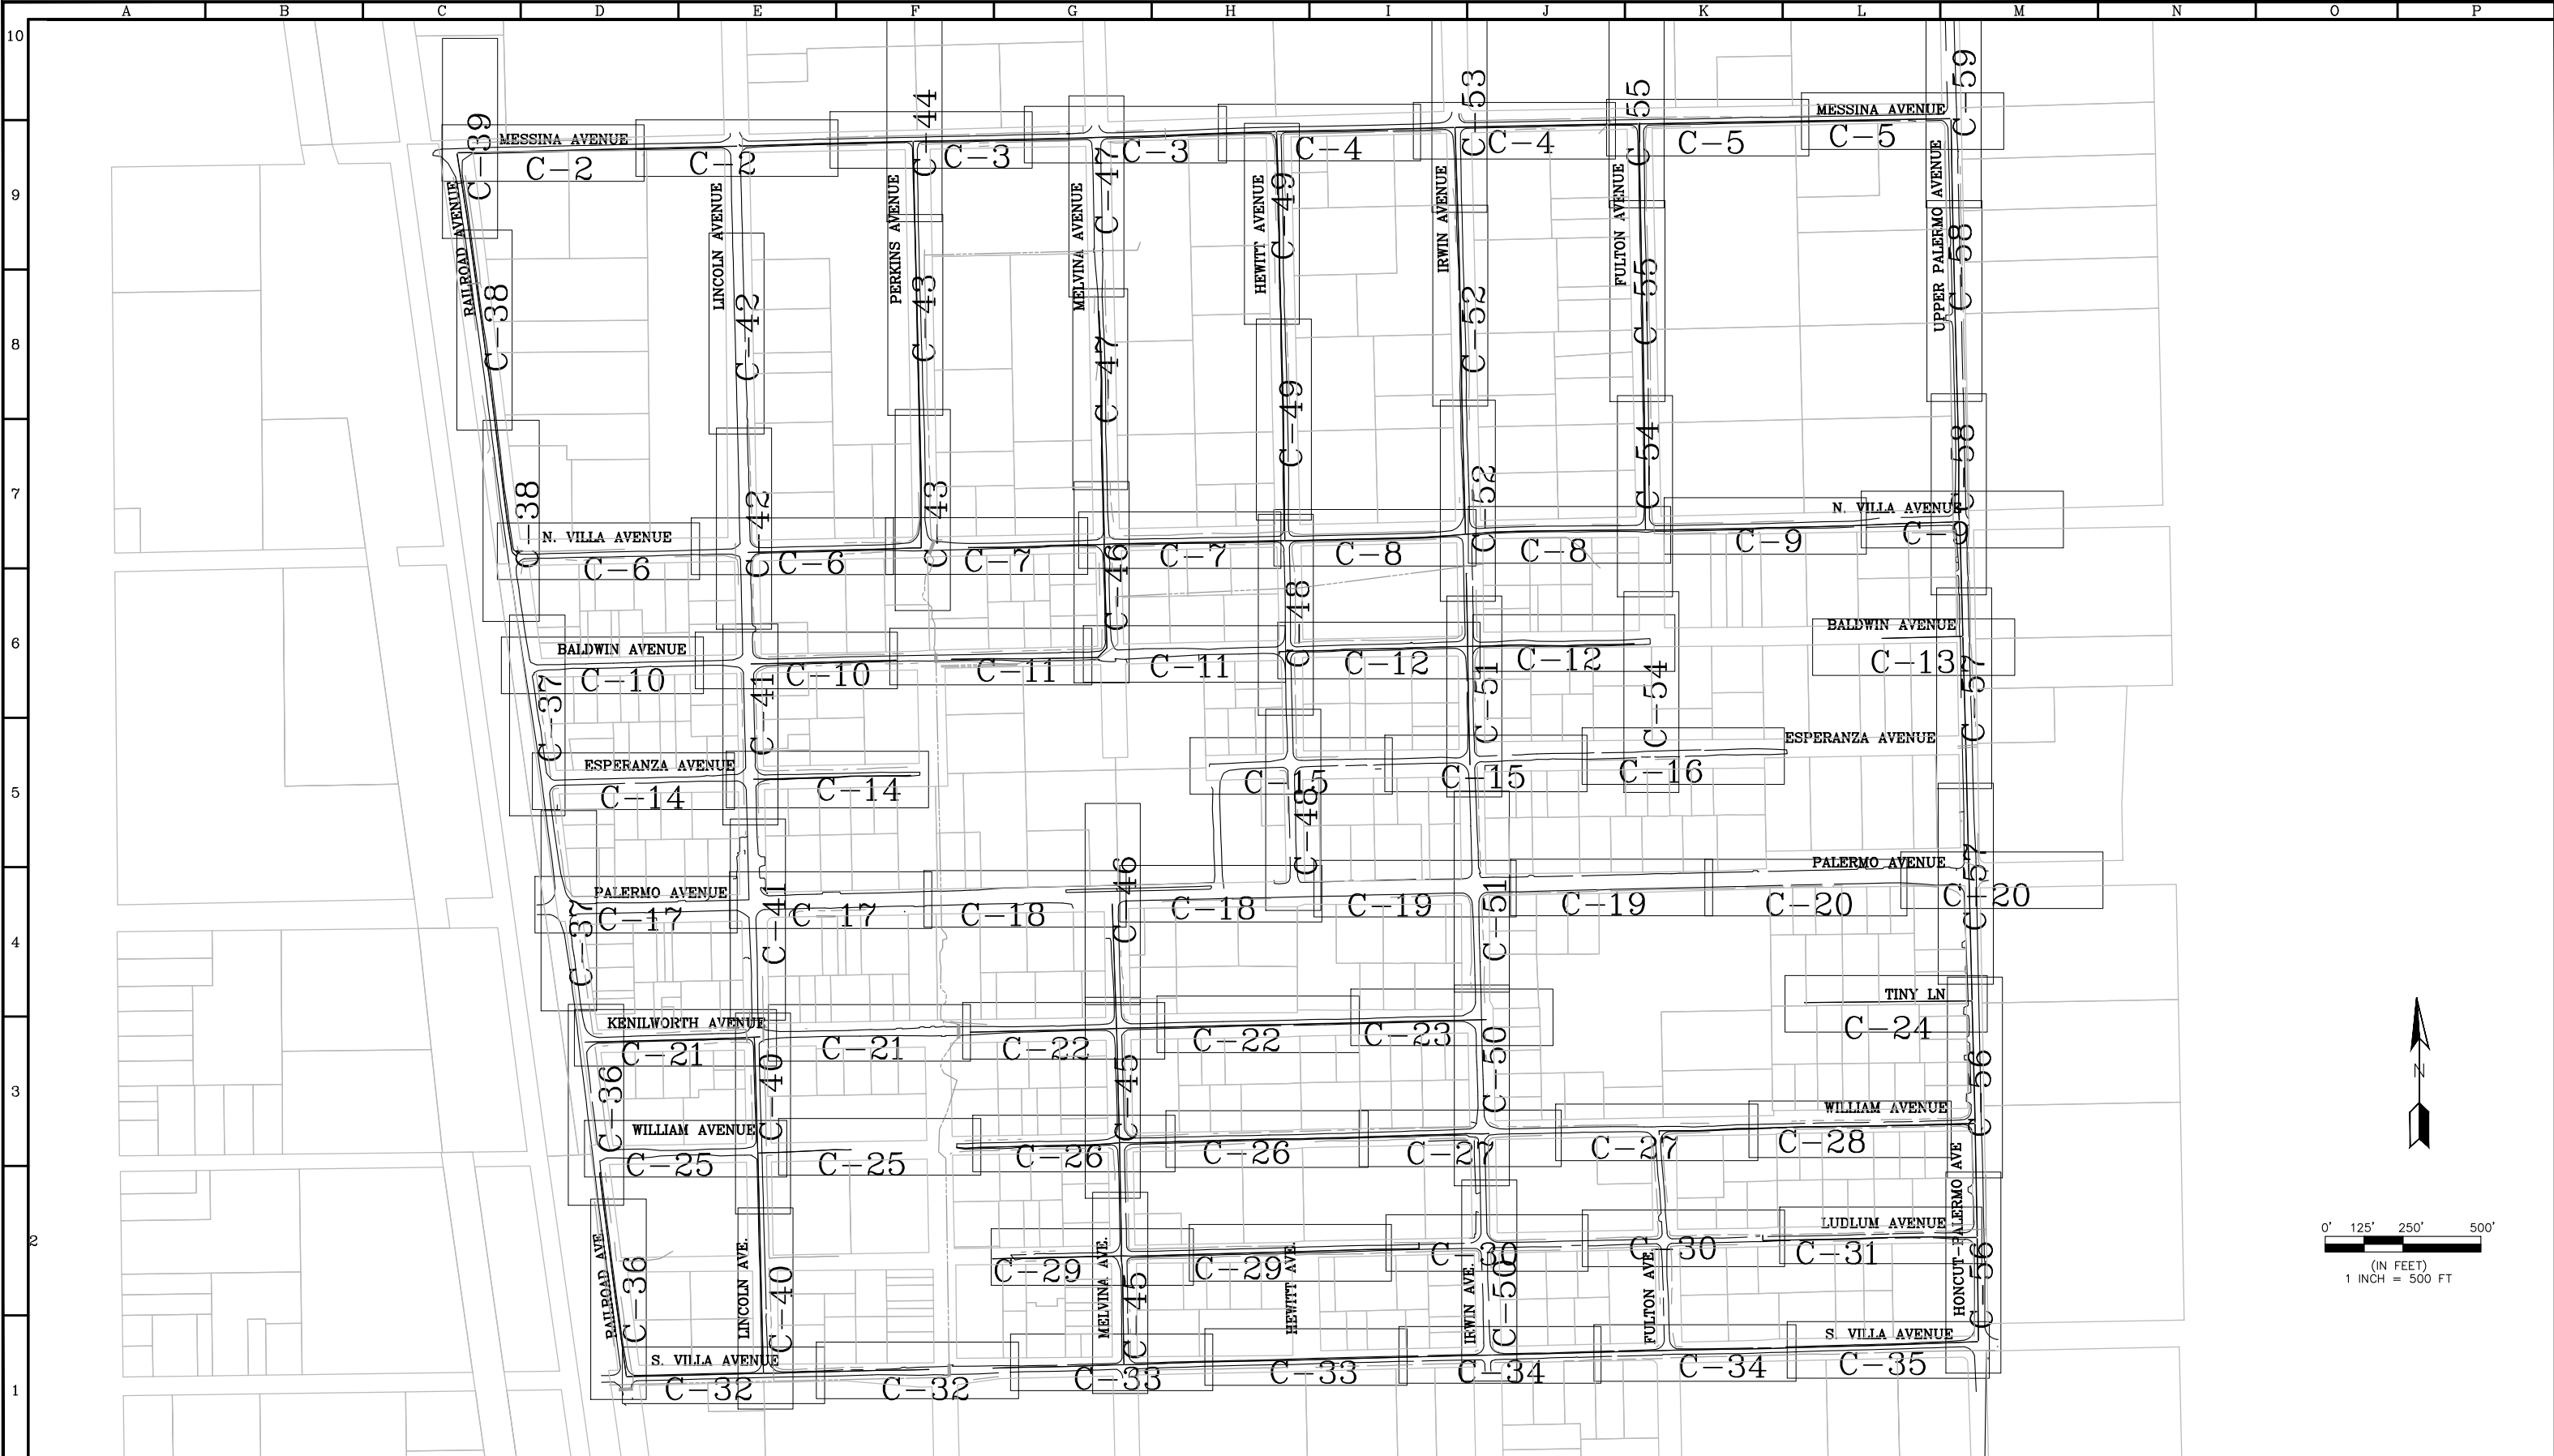 A B C D E F G H I J K L M N O P
10
C-39
C-44
C-53
C-55
C-59
MESSINA AVENUE
MESSINA AVENUE
C-2
C-2
C-3
C-3
C-4
C-4
C-5
C-5
9
RAILROAD AVENUE
LINCOLN AVENUE
PERKINS AVENUE
MELVINA AVENUE
C-47
HEWITT AVENUE
C-49
IRWIN AVENUE
FULTON AVENUE
UPPER PALERMO AVENUE
8
C-38
C-42
C-43
C-47
C-49
C-52
C-55
C-58
7
C-38
C-42
C-43
C-52
C-54
C-58
N. VILLA AVENUE
N. VILLA AVENUE
C-6
C-6
C-7
C-7
C-8
C-8
C-9
C-9
6
C-46
C-48
BALDWIN AVENUE
BALDWIN AVENUE
C-10
C-10
C-11
C-11
C-12
C-12
C-13
C-37
C-41
C-51
C-54
C-57
5
ESPERANZA AVENUE
ESPERANZA AVENUE
C-14
C-14
C-15
C-15
C-16
C-48
4
PALERMO AVENUE
PALERMO AVENUE
C-17
C-17
C-18
C-18
C-19
C-19
C-20
C-20
C-37
C-41
C-46
C-51
C-57
TINY LN
C-24
KENILWORTH AVENUE
C-21
C-21
C-22
C-22
C-23
3
C-36
C-40
C-45
C-50
C-56
WILLIAM AVENUE
WILLIAM AVENUE
C-25
C-25
C-26
C-26
C-27
C-27
C-28
2
RAILROAD AVE
C-36
LINCOLN AVE.
C-40
MELVINA AVE.
C-45
HEWITT AVE.
IRWIN AVE.
C-50
FULTON AVE
HONCUT-PALERMO AVE
C-56
LUDLUM AVENUE
C-29
C-29
C-30
C-30
C-31
1
S. VILLA AVENUE
S. VILLA AVENUE
C-32
C-32
C-33
C-33
C-34
C-34
C-35
N
0' 125' 250' 500'
(IN FEET)
1 INCH = 500 FT